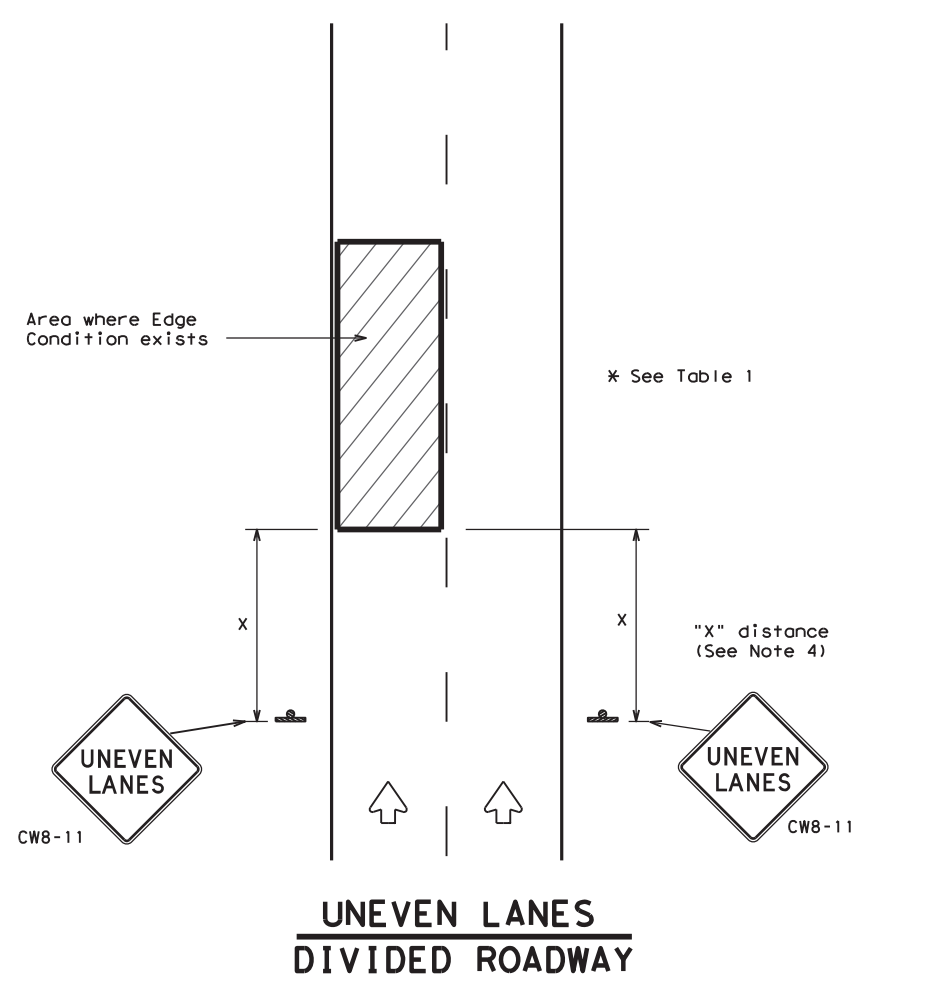 Area where Edge
Condition exists
* See Table 1
X
X
"X" distance
(See Note 4)
UNEVEN
LANES
CW8-11
UNEVEN
LANES
CW8-11
UNEVEN LANES
DIVIDED ROADWAY